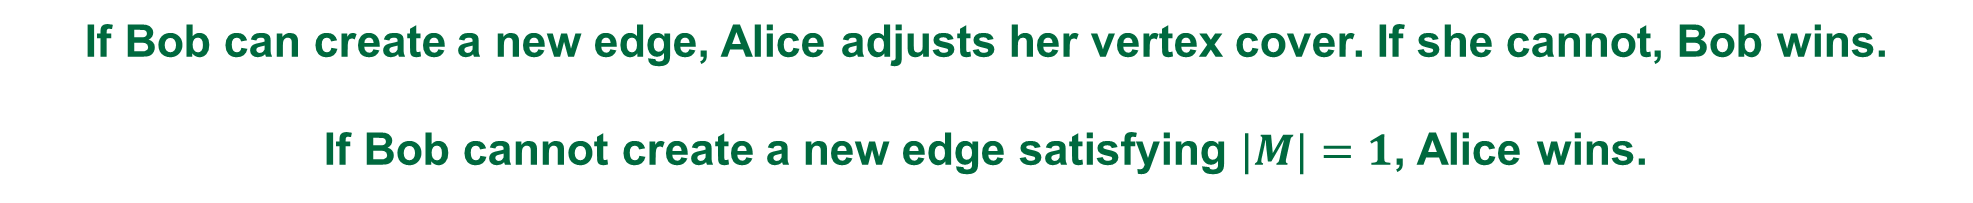 If Bob can create a new edge, Alice adjusts her vertex cover. If she cannot, Bob wins.
If Bob cannot create a new edge satisfying |𝑴| = 𝟏, Alice wins.